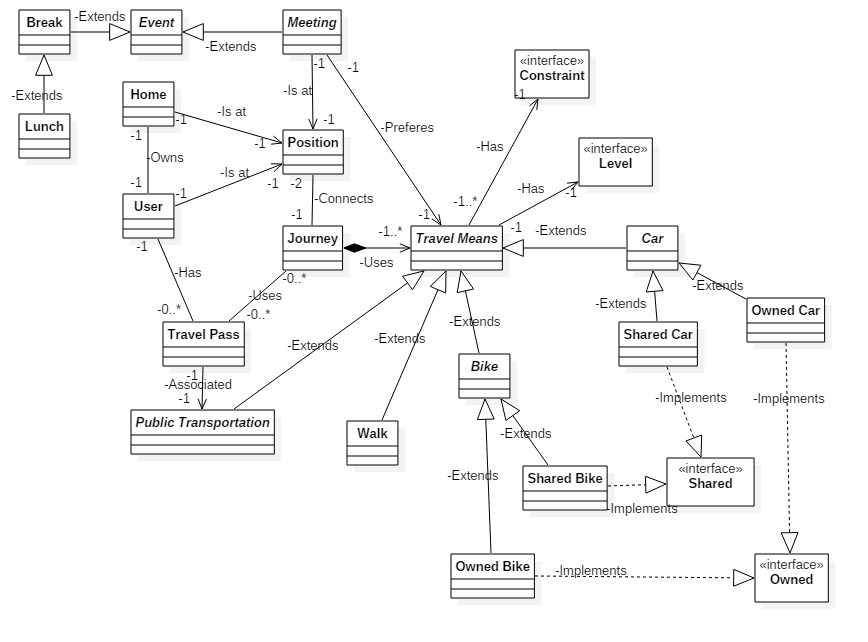 Break
-Extends
Event
Meeting
-Extends
-1
-1
-Is at
-1
«interface»
Constraint
-1
-Extends
Lunch
Home
-1
-Is at
-1
Position
-Preferes
-1
-Owns
-1
-Is at
-1
-1
-2
User
-1
-Connects
-1
-Has
-1..*
«interface»
Level
-Has
-1
-1
-1
Journey
-1..*
-Uses
Travel Means
-Extends
Car
-Has
-0..*
-Uses
-0..*
-0..*
Travel Pass
-1
-Associated
-1
Public Transportation
-Extends
-Extends
Walk
-Extends
Bike
-Extends
Shared Car
-Extends
Owned Car
-Implements
-Implements
-Extends
-Extends
Shared Bike
-Implements
«interface»
Shared
Owned Bike
-Implements
«interface»
Owned